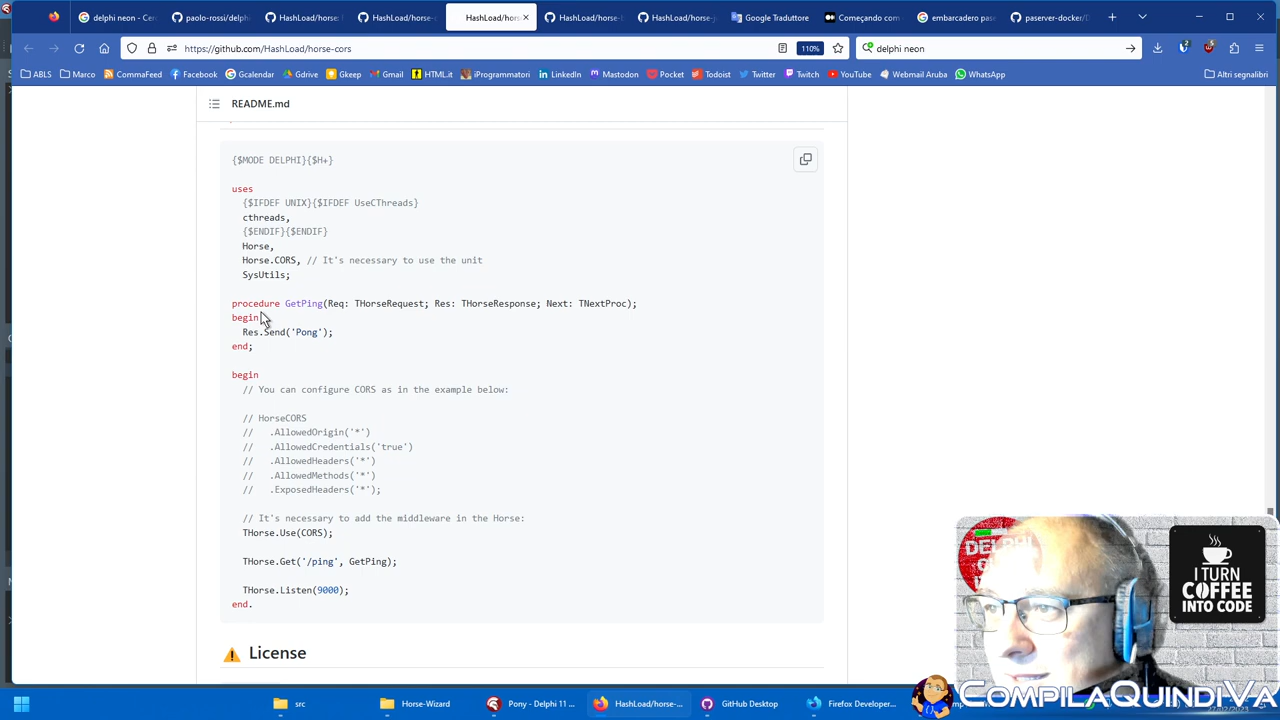 delphi neon - Cer
paolo-rossi/delph
HashLoad/horse:
HashLoad/horse-c
HashLoad/hors
HashLoad/horse-b
HashLoad/horse-j
Google Traduttore
Começando com
embarcadero pase
paserver-docker/D
https://github.com/HashLoad/horse-cors
110%
delphi neon
ABLS
Marco
CommaFeed
Facebook
Gcalendar
Gdrive
Gkeep
Gmail
HTML.it
iProgrammatori
LinkedIn
Mastodon
Pocket
Todoist
Twitter
Twitch
YouTube
Webmail Aruba
WhatsApp
Altri segnalibri
README.md
{$MODE DELPHI}{$H+}
uses
{$IFDEF UNIX}{$IFDEF UseCThreads}
cthreads,
{$ENDIF}{$ENDIF}
Horse,
Horse.CORS, // It's necessary to use the unit
SysUtils;
procedure GetPing(Req: THorseRequest; Res: THorseResponse; Next: TNextProc);
begin
Res.Send('Pong');
end;
begin
// You can configure CORS as in the example below:
// HorseCORS
// .AllowedOrigin('*')
// .AllowedCredentials('true')
// .AllowedHeaders('*')
// .AllowedMethods('*')
// .ExposedHeaders('*');
// It's necessary to add the middleware in the Horse:
THorse.Use(CORS);
THorse.Get('/ping', GetPing);
THorse.Listen(9000);
end.
License
DELPHI
I TURN
COFFEE
INTO CODE
COMPILAQUINDIVA
src
Horse-Wizard
Pony - Delphi 11 ...
HashLoad/horse-...
GitHub Desktop
Firefox Developer...